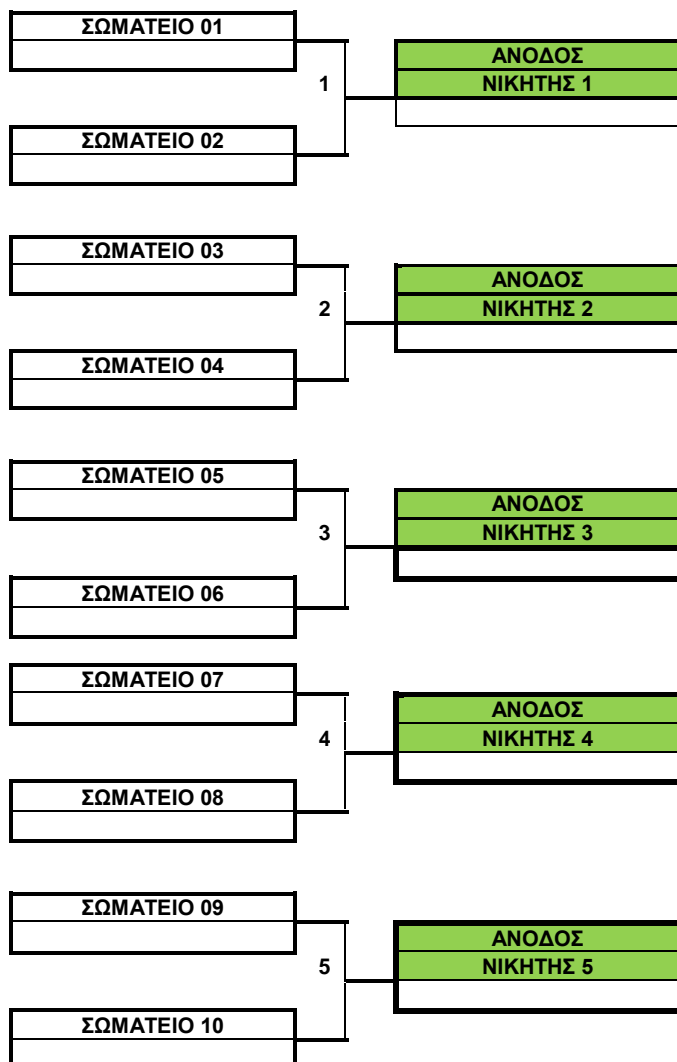 ΣΩΜΑΤΕΙΟ 01
ΑΝΟΔΟΣ
1
ΝΙΚΗΤΗΣ 1
ΣΩΜΑΤΕΙΟ 02
ΣΩΜΑΤΕΙΟ 03
ΑΝΟΔΟΣ
2
ΝΙΚΗΤΗΣ 2
ΣΩΜΑΤΕΙΟ 04
ΣΩΜΑΤΕΙΟ 05
ΑΝΟΔΟΣ
3
ΝΙΚΗΤΗΣ 3
ΣΩΜΑΤΕΙΟ 06
ΣΩΜΑΤΕΙΟ 07
ΑΝΟΔΟΣ
4
ΝΙΚΗΤΗΣ 4
ΣΩΜΑΤΕΙΟ 08
ΣΩΜΑΤΕΙΟ 09
ΑΝΟΔΟΣ
5
ΝΙΚΗΤΗΣ 5
ΣΩΜΑΤΕΙΟ 10